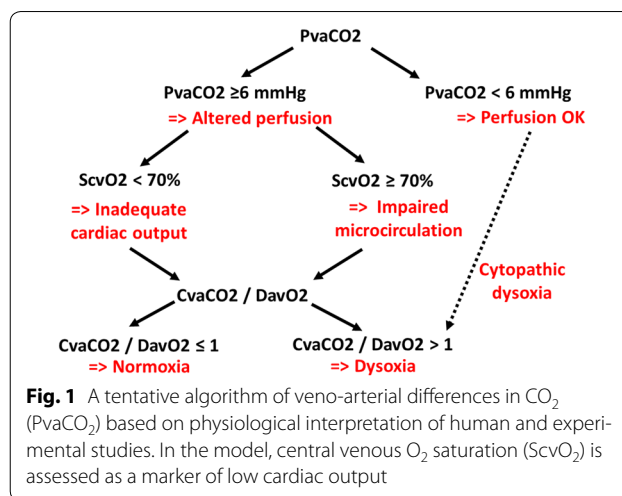 PvaCO2
PvaCO2 ≥6 mmHg
=> Altered perfusion
PvaCO2 < 6 mmHg
=> Perfusion OK
ScvO2 < 70%
=> Inadequate
cardiac output
ScvO2 ≥ 70%
=> Impaired
microcirculation
Cytopathic
dysoxia
CvaCO2 / DavO2
CvaCO2 / DavO2 ≤ 1
=> Normoxia
CvaCO2 / DavO2 > 1
=> Dysoxia
Fig. 1 A tentative algorithm of veno-arterial differences in CO₂
(PvaCO₂) based on physiological interpretation of human and experi-
mental studies. In the model, central venous O₂ saturation (ScvO₂) is
assessed as a marker of low cardiac output